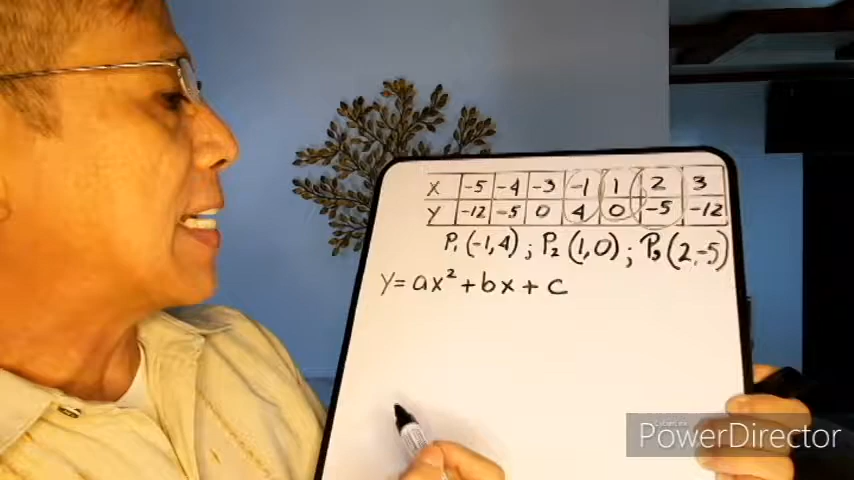 X -5 -4 -3 -1 1 2 3
Y -12 -5 0 4 0 -5 -12
P₁(-1,4); P₂(1,0); P₃(2,-5)
y=ax²+bx+c
PowerDirector